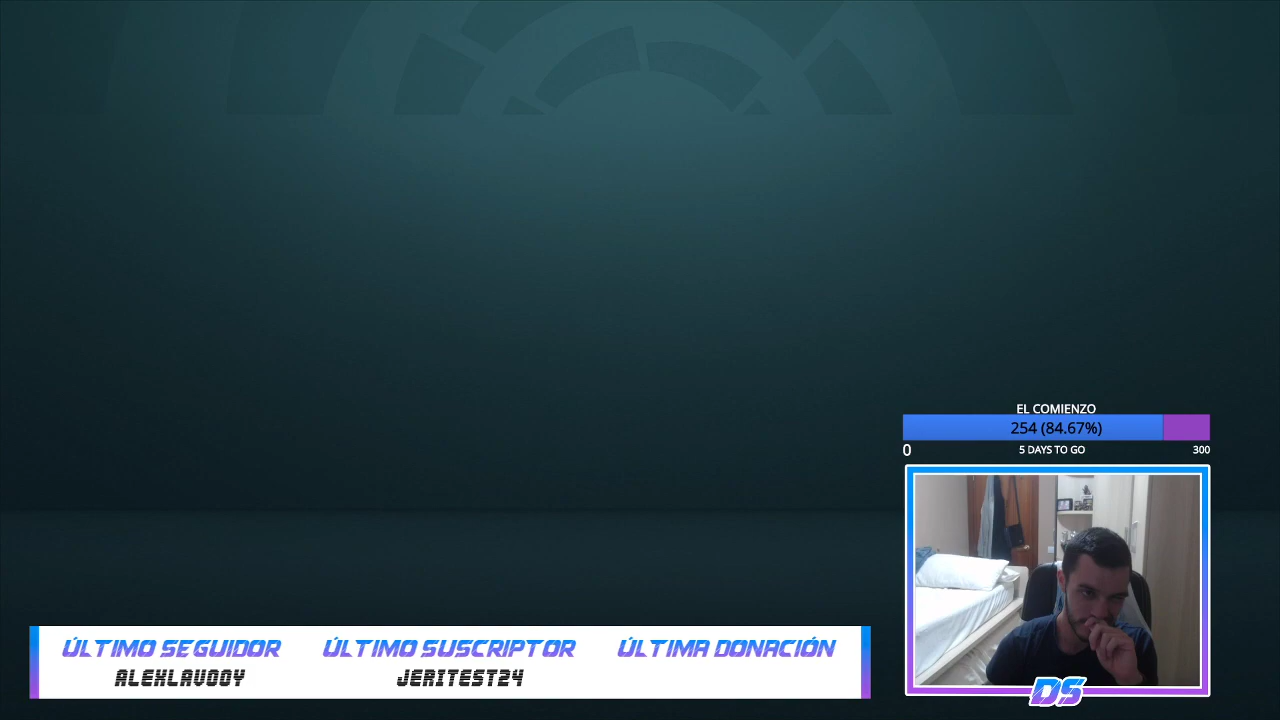 EL COMIENZO
254 (84.67%)
0 5 DAYS TO GO 300
ÚLTIMO SEGUIDOR ÚLTIMO SUSCRIPTOR ÚLTIMA DONACIÓN
ALEXLAV00Y JERITEST24
DS